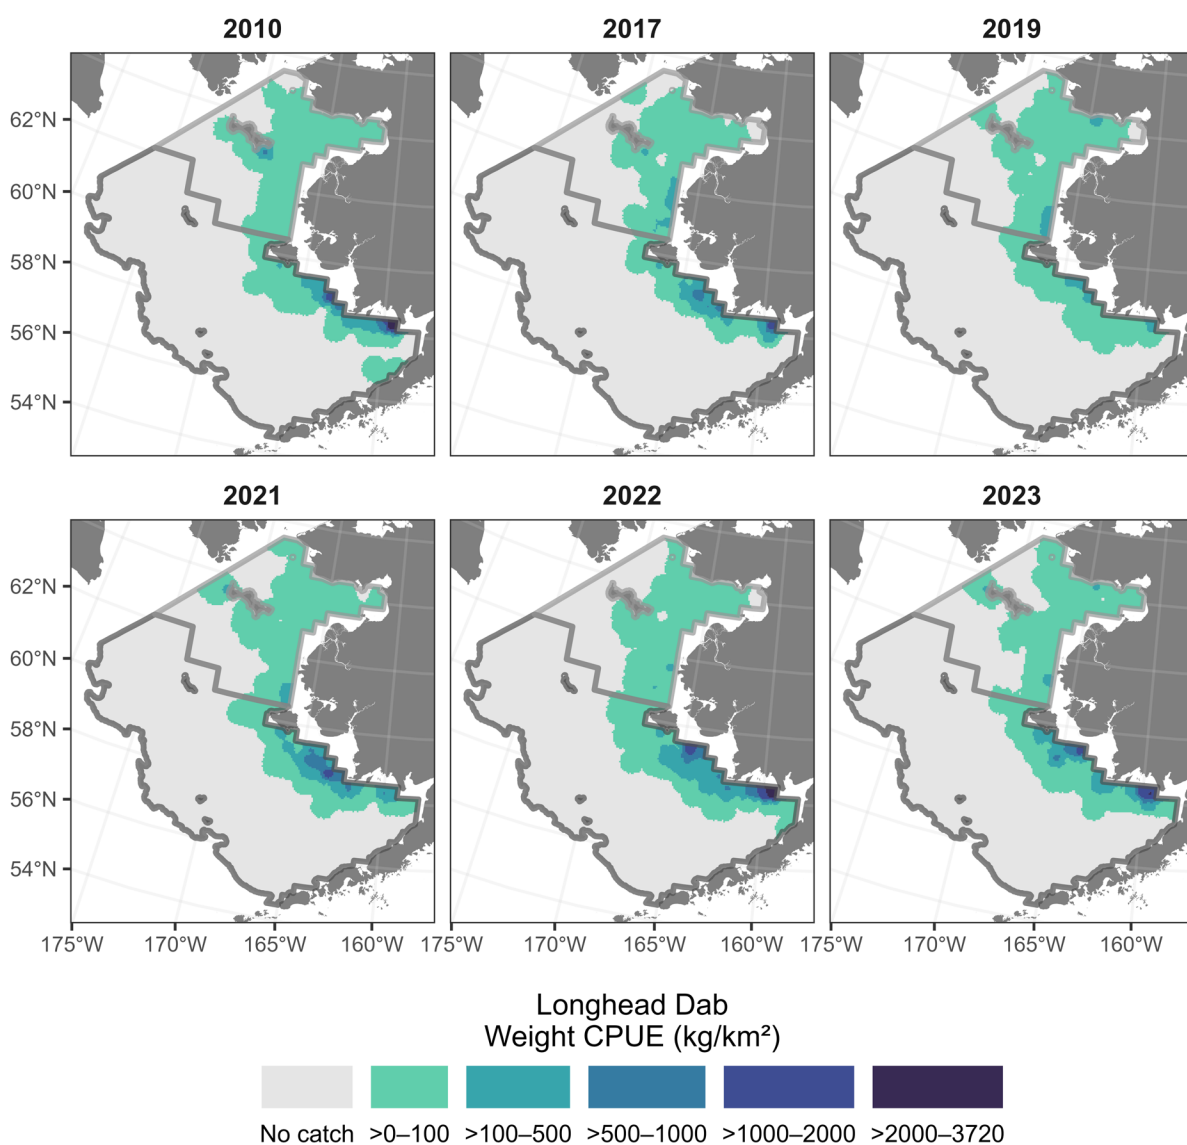 2010 2017 2019
62°N
60°N
58°N
56°N
54°N
2021 2022 2023
62°N
60°N
58°N
56°N
54°N
175°W 170°W 165°W 160°W 175°W 170°W 165°W 160°W 175°W 170°W 165°W 160°W
Longhead Dab
Weight CPUE (kg/km²)
No catch >0–100 >100–500 >500–1000 >1000–2000 >2000–3720